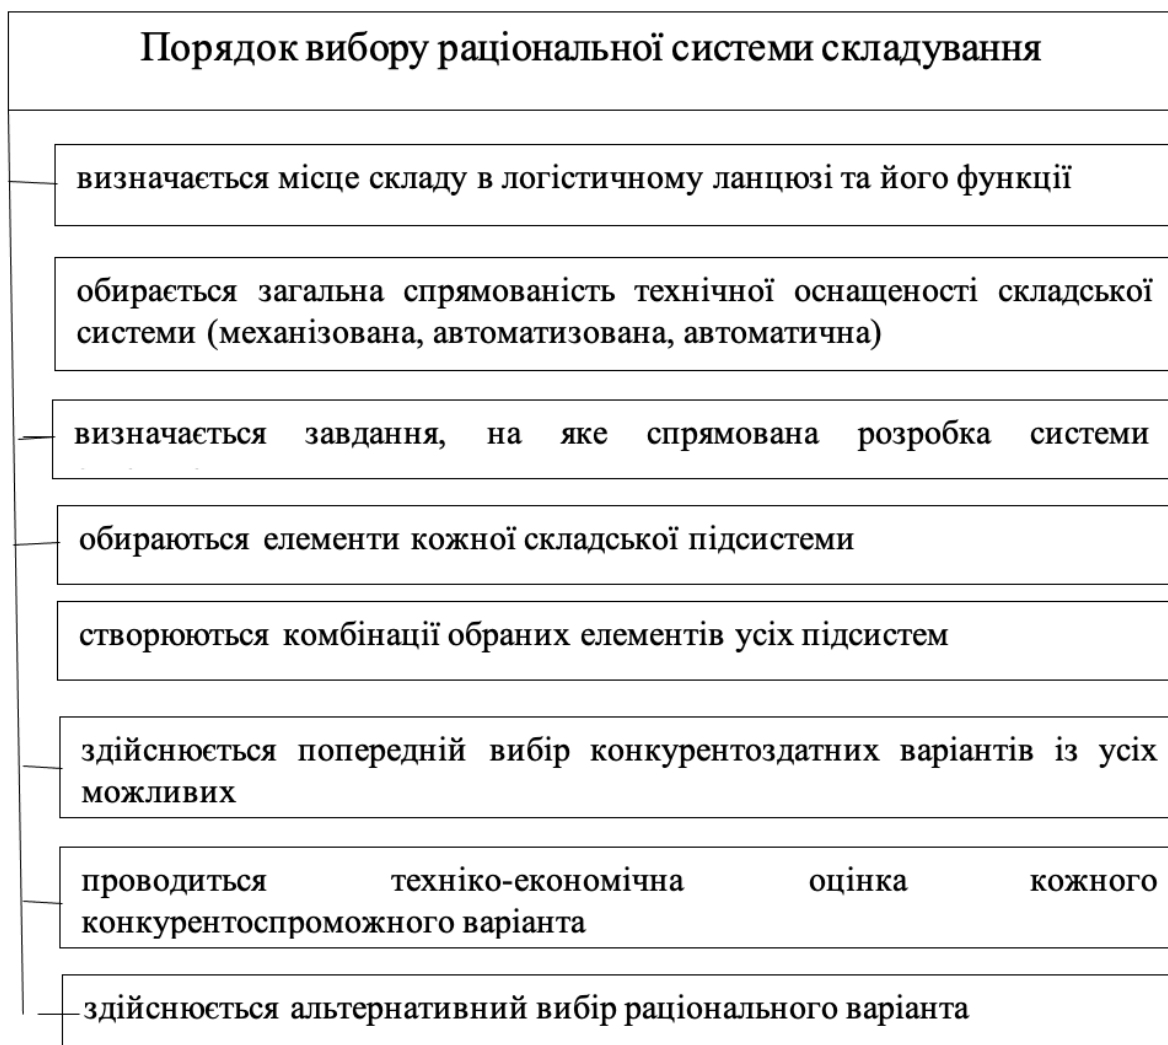 Порядок вибору раціональної системи складування
визначається місце складу в логістичному ланцюзі та його функції
обирається загальна спрямованість технічної оснащеності складської
системи (механізована, автоматизована, автоматична)
визначається завдання, на яке спрямована розробка системи
обираються елементи кожної складської підсистеми
створюються комбінації обраних елементів усіх підсистем
здійснюється попередній вибір конкурентоздатних варіантів із усіх
можливих
проводиться техніко-економічна оцінка кожного
конкурентоспроможного варіанта
здійснюється альтернативний вибір раціонального варіанта